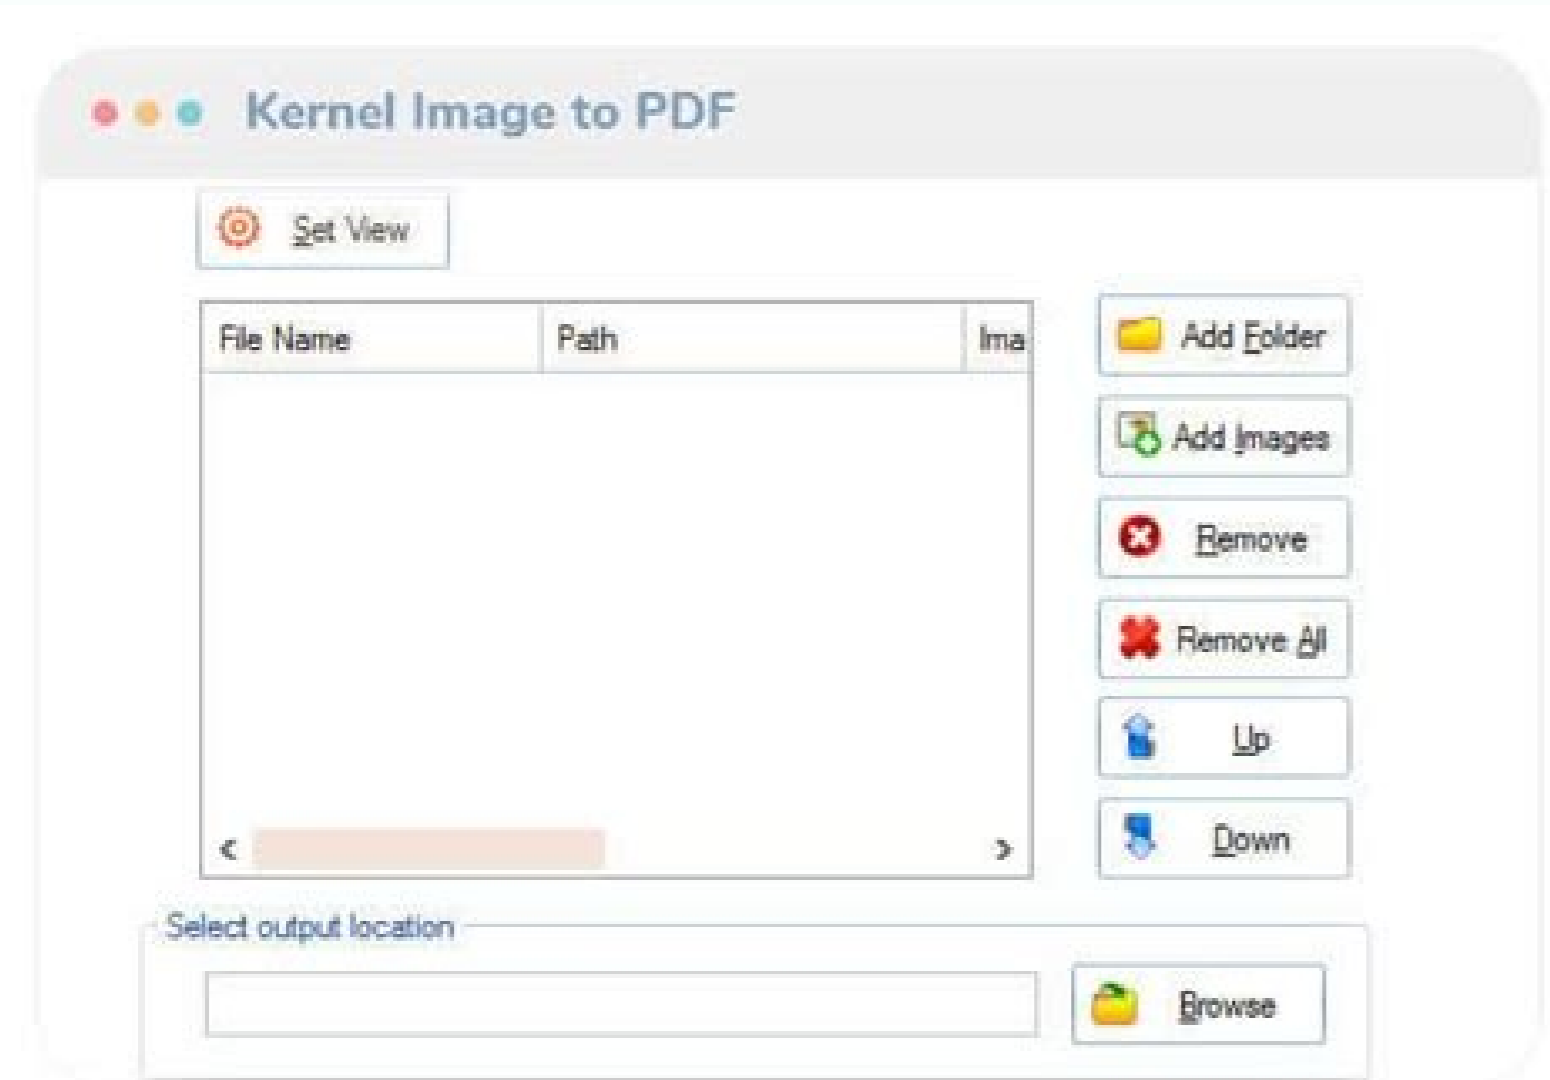 Kernel Image to PDF
Set View
File Name Path Ima
Add Folder
Add Images
Remove
Remove All
Up
Down
Select output location
Browse